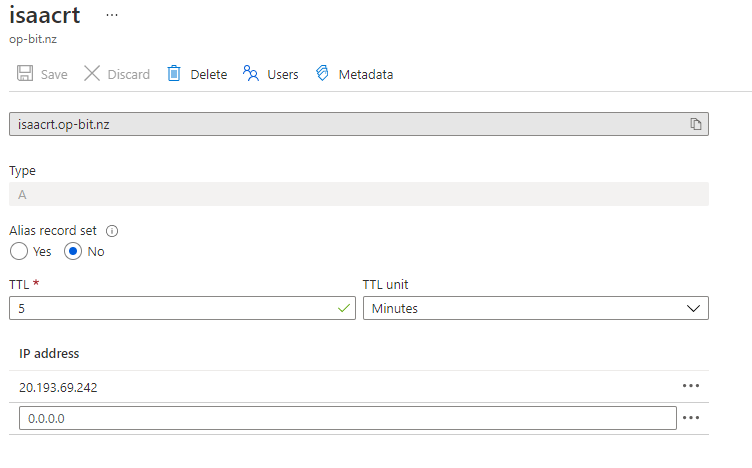 isaacrt ...
op-bit.nz
Save Discard Delete Users Metadata
isaacrt.op-bit.nz
Type
A
Alias record set
Yes No
TTL * TTL unit
5 Minutes
IP address
20.193.69.242
0.0.0.0